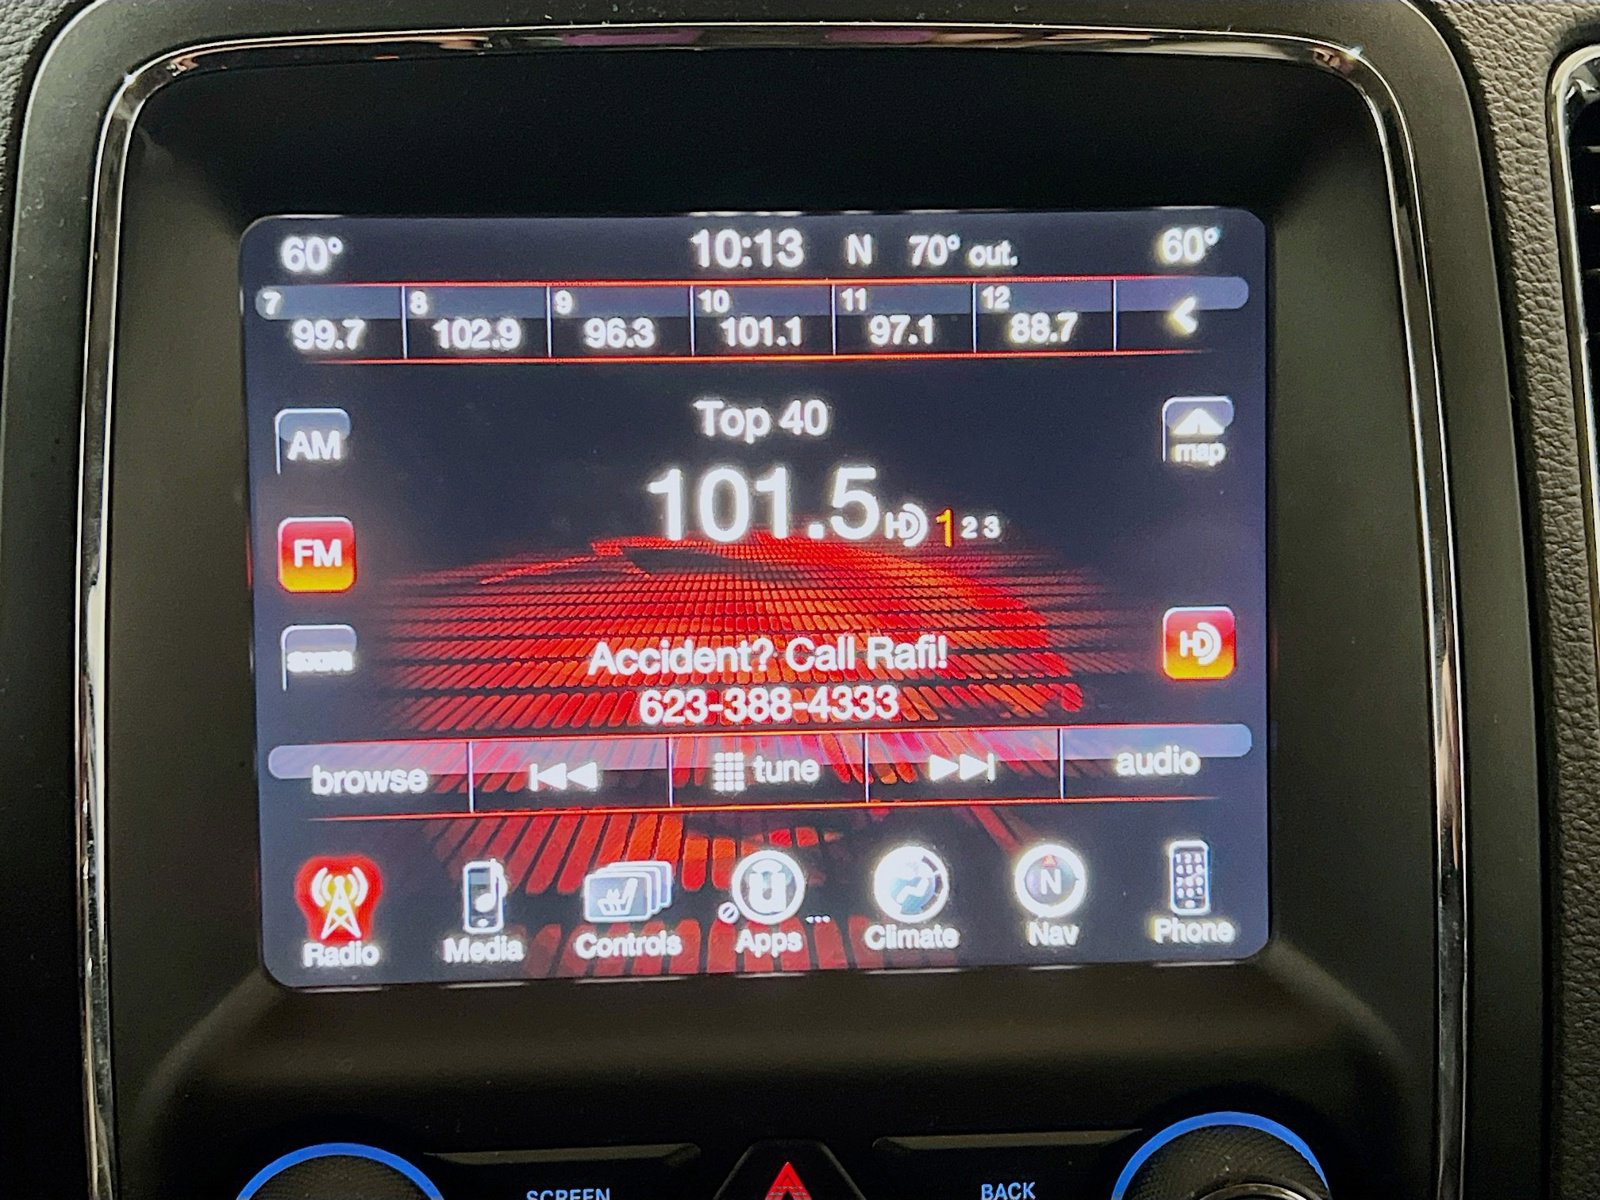 60° 10:13 N 70° out. 60°
7 8 9 10 11 12
99.7 102.9 96.3 101.1 97.1 88.7
Top 40
AM map
101.5 HD 1 2 3
FM
HD
sxm
Accident? Call Rafi!
623-388-4333
browse tune audio
N
Radio Media Controls Apps Climate Nav Phone
SCREEN BACK